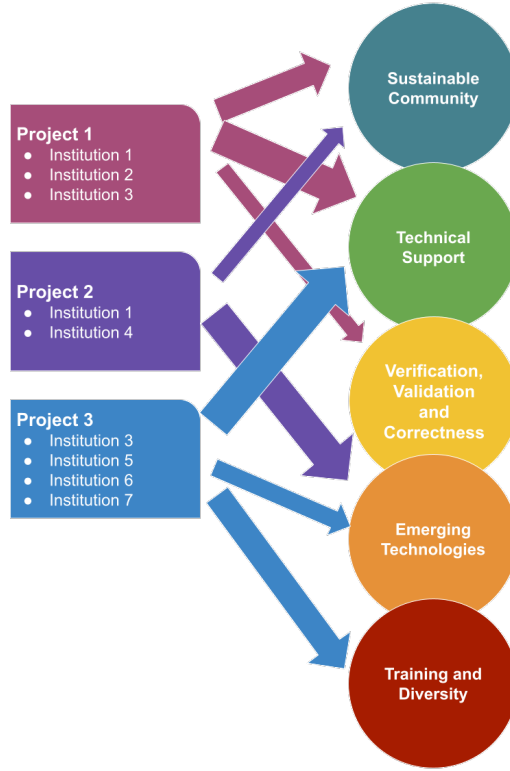 Project 1
● Institution 1
● Institution 2
● Institution 3
Project 2
● Institution 1
● Institution 4
Project 3
● Institution 3
● Institution 5
● Institution 6
● Institution 7
Sustainable
Community
Technical
Support
Verification,
Validation
and
Correctness
Emerging
Technologies
Training and
Diversity